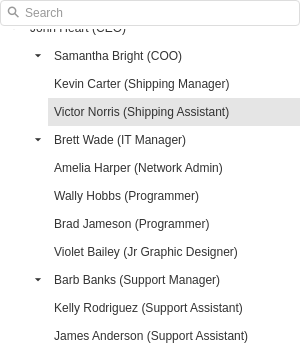 Search
John Heart (CEO)
Samantha Bright (COO)
Kevin Carter (Shipping Manager)
Victor Norris (Shipping Assistant)
Brett Wade (IT Manager)
Amelia Harper (Network Admin)
Wally Hobbs (Programmer)
Brad Jameson (Programmer)
Violet Bailey (Jr Graphic Designer)
Barb Banks (Support Manager)
Kelly Rodriguez (Support Assistant)
James Anderson (Support Assistant)